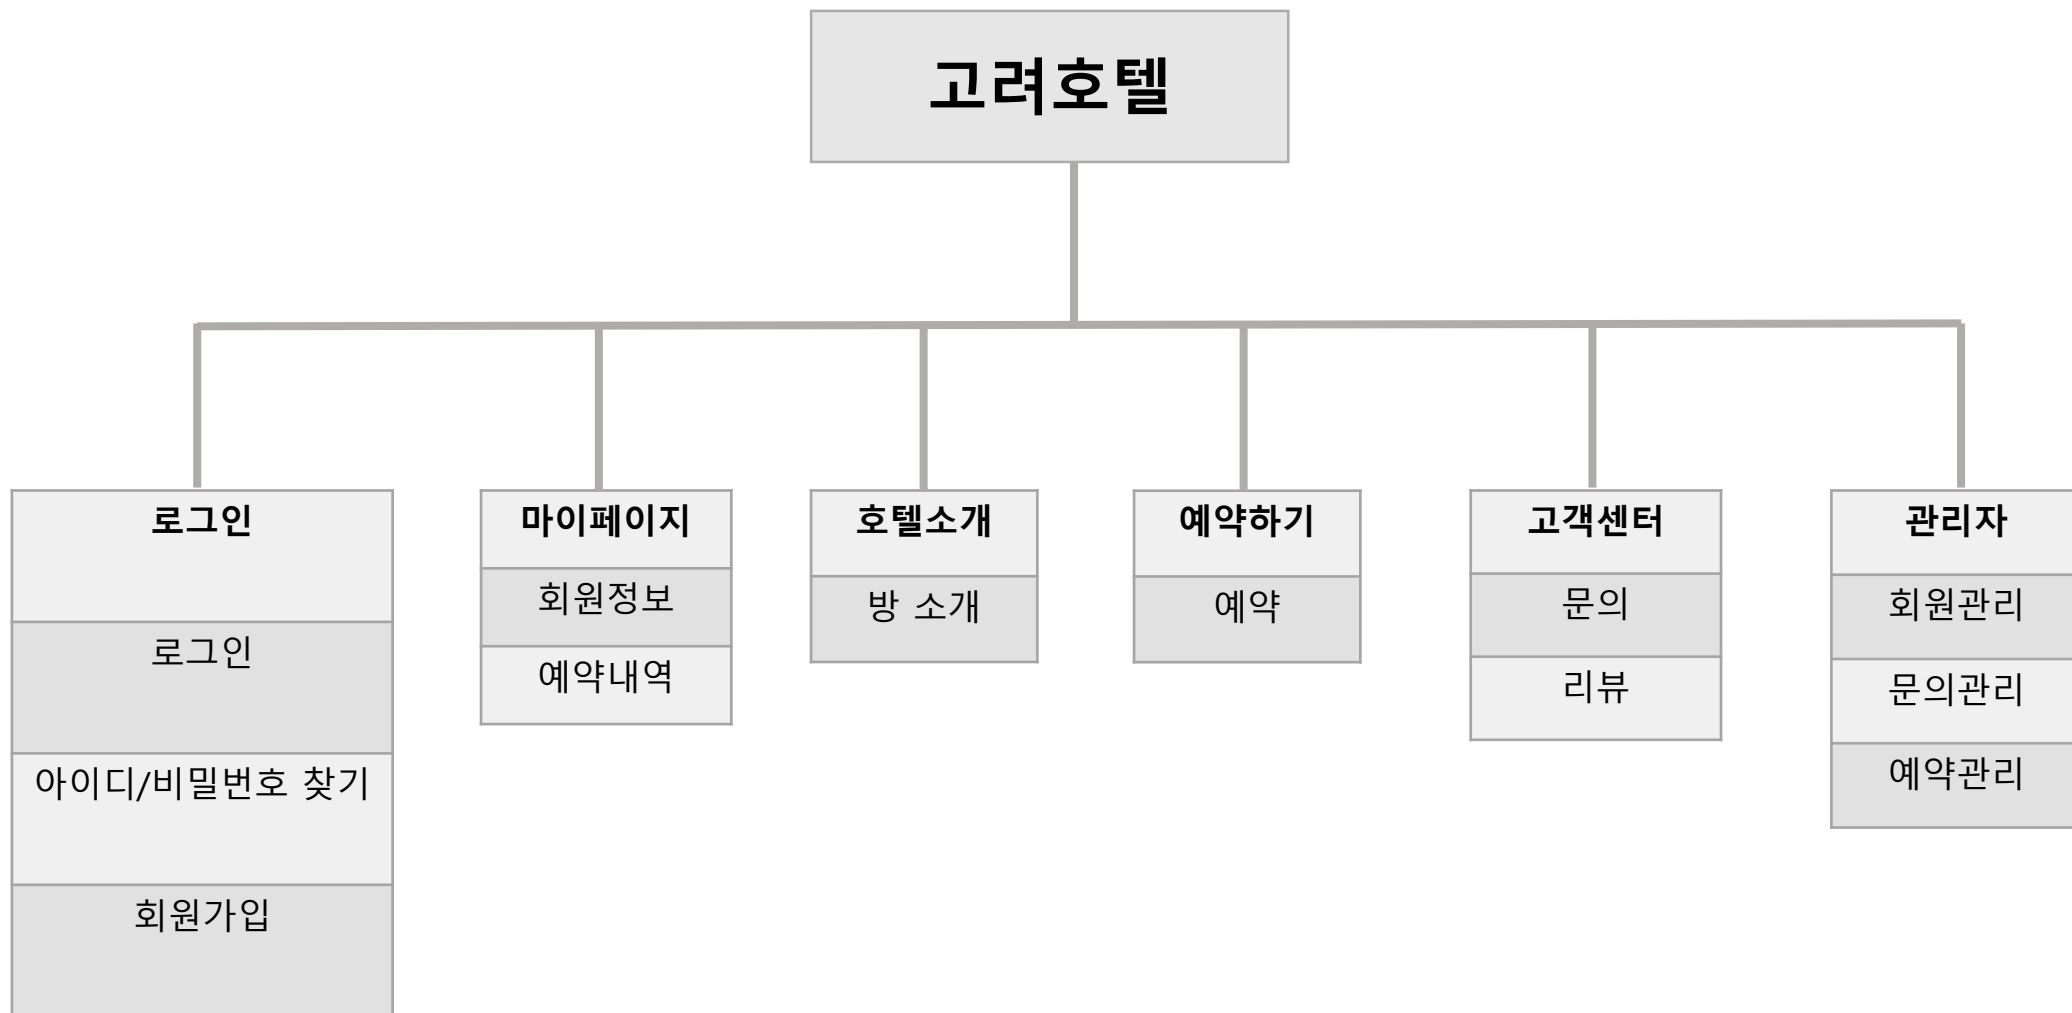 고려호텔
로그인
로그인
아이디/비밀번호 찾기
회원가입
마이페이지
회원정보
예약내역
호텔소개
방 소개
예약하기
예약
고객센터
문의
리뷰
관리자
회원관리
문의관리
예약관리